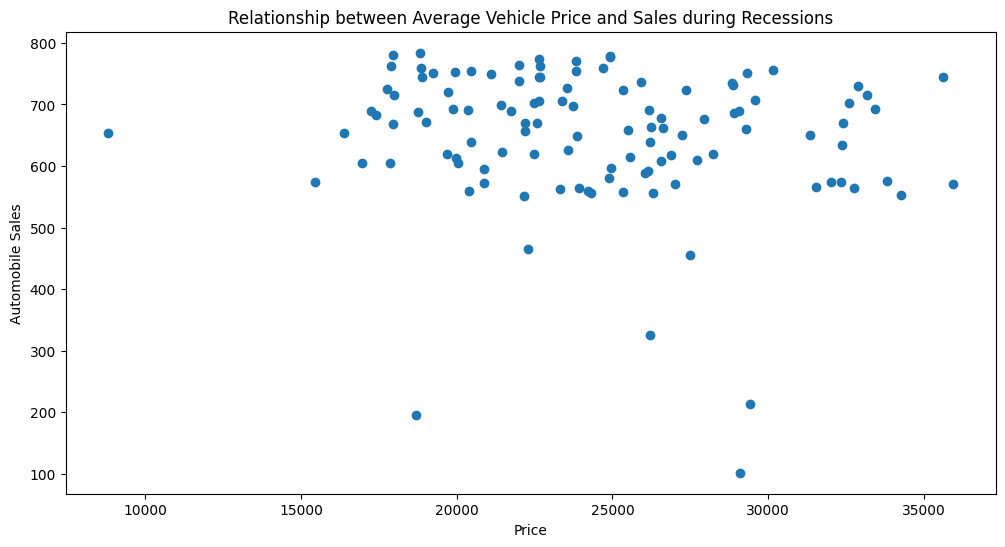 Relationship between Average Vehicle Price and Sales during Recessions
800
700
600
500
400
300
200
100
Automobile Sales
10000 15000 20000 25000 30000 35000
Price